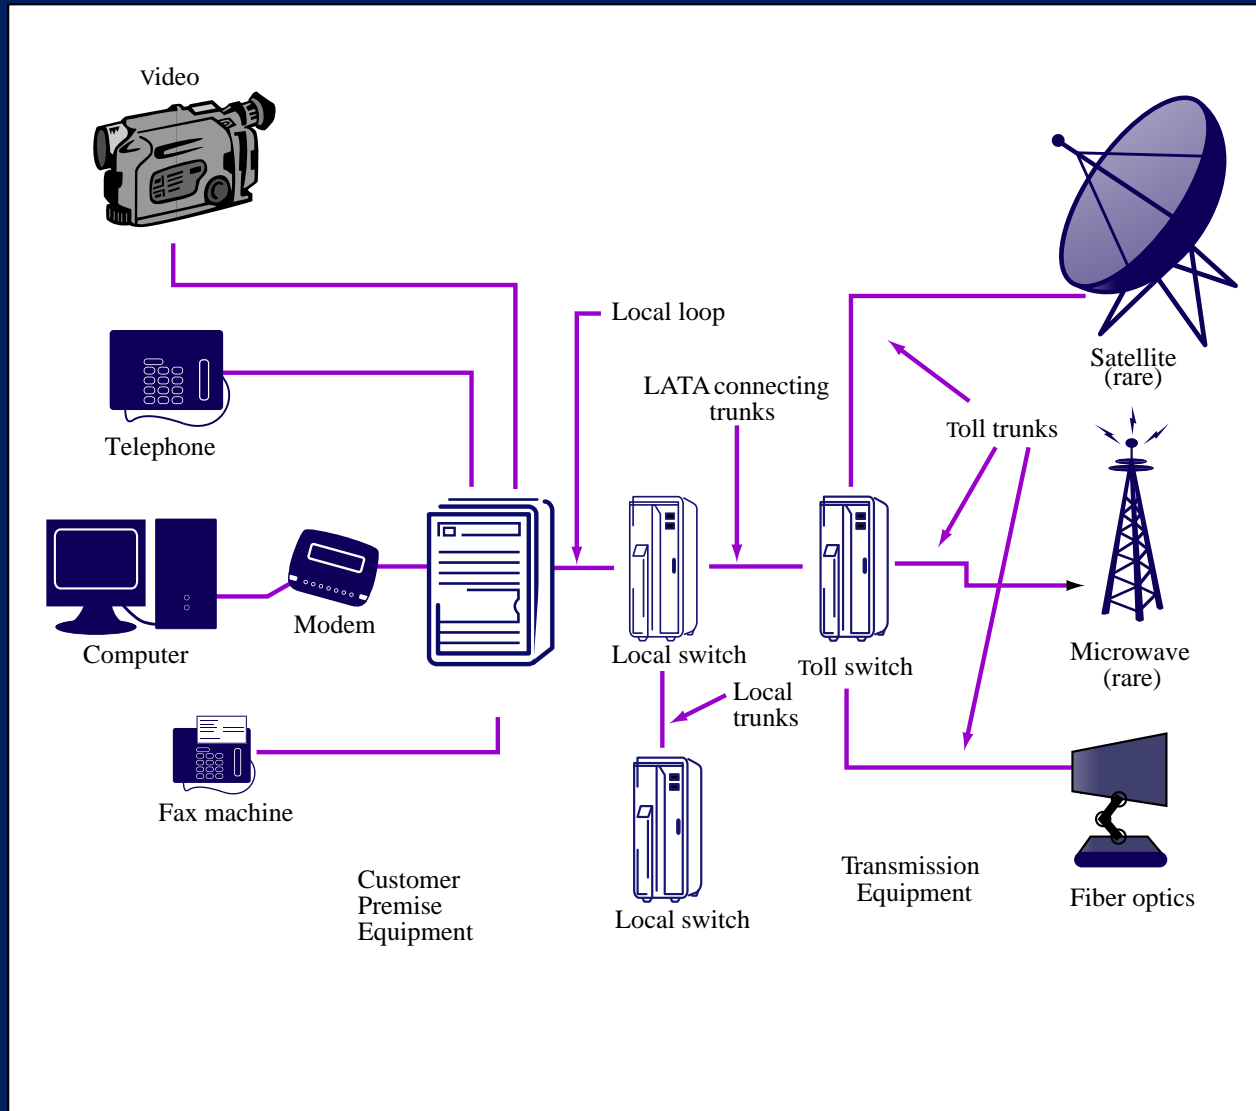 Video
Local loop
Satellite
(rare)
LATA connecting
trunks
Toll trunks
Telephone
Modem
Computer
Local switch
Toll switch
Microwave
(rare)
Local
trunks
Fax machine
Customer
Premise
Equipment
Local switch
Transmission
Equipment
Fiber optics